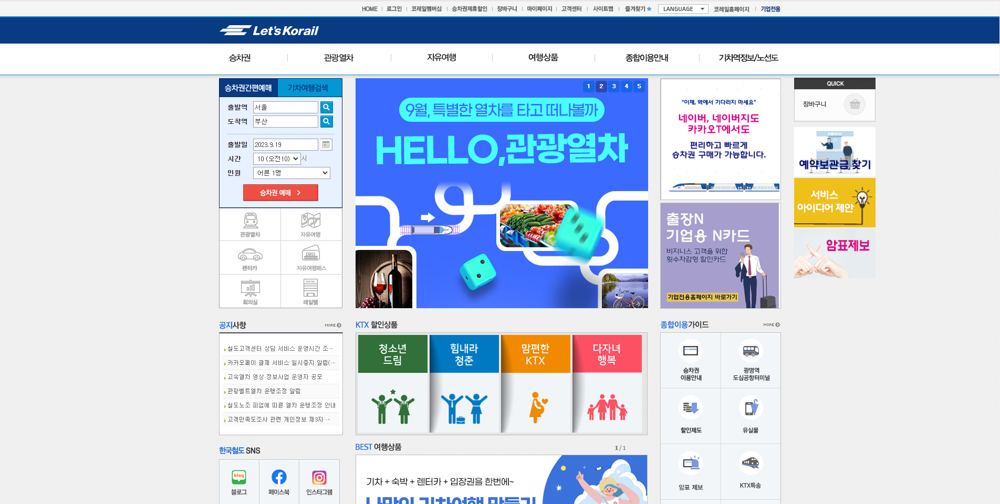 HOME 로그인 코레일멤버십 승차권제휴할인 장바구니 마이페이지 고객센터 사이트맵 즐겨찾기 LANGUAGE 코레일홈페이지 기업전용
Let's Korail
승차권 관광열차 자유여행 여행상품 종합이용안내 기차역정보/노선도
승차권간편예매 기차여행검색
출발역 서울
도착역 부산
출발일 2023.9.19
시간 10 (오전10) 시
인원 어른 1명
승차권 예매
관광열차 자유여행
pass
렌터카 자유여행패스
HOTEL
회의실 레일텔
1 2 3 4 5
9월, 특별한 열차를 타고 떠나볼까
HELLO,관광열차
“이제, 역에서 기다리지 마세요”
네이버, 네이버지도
카카오T에서도
편리하고 빠르게
승차권 구매가 가능합니다.
출장N
기업용 N카드
비지니스 고객을 위한
횟수차감형 할인카드
기업전용홈페이지 바로가기
QUICK
장바구니
예약보관금 찾기
서비스
아이디어 제안
암표제보
공지사항 MORE
철도고객센터 상담 서비스 운영시간 조…
카카오페이 결제 서비스 일시중지 알림(…
고속열차 영상·정보사업 운영자 공모
관광벨트열차 운행조정 알림
철도노조 파업에 따른 열차 운행조정 안내
고객만족도조사 관련 개인정보 제3자 …
KTX 할인상품
청소년
드림
힘내라
청춘
맘편한
KTX
다자녀
행복
종합이용가이드 MORE
승차권
이용안내
광명역
도심공항터미널
할인제도 유실물
암표 제보 KTX특송
한국철도 SNS
blog
블로그 페이스북 인스타그램
BEST 여행상품 1 / 1
기차 + 숙박 + 렌터카 + 입장권을 한번에~
나만의 기차여행 만들기